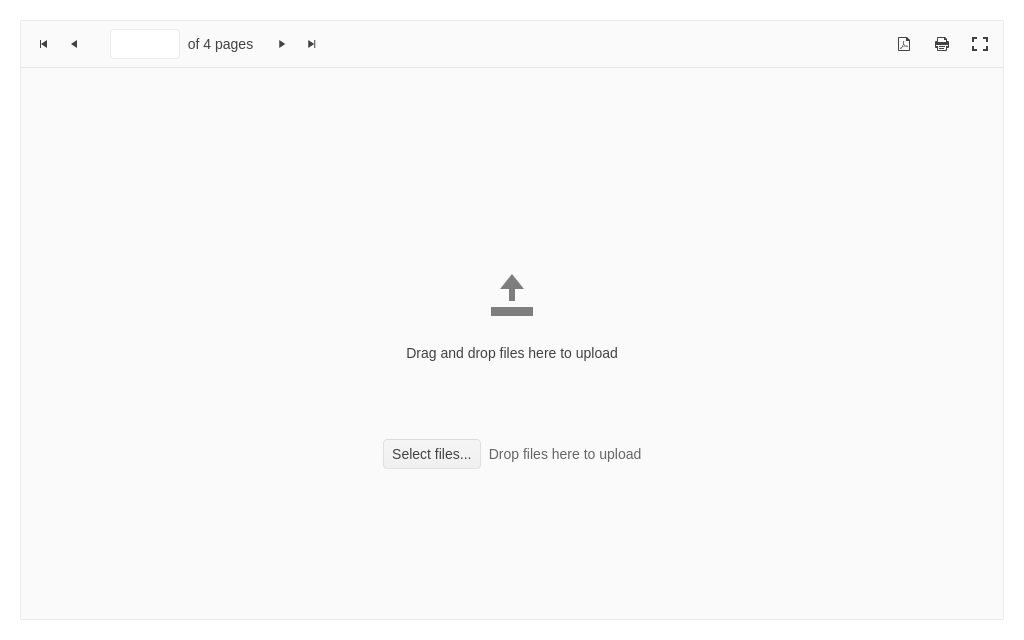 of 4 pages
Drag and drop files here to upload
Select files... Drop files here to upload